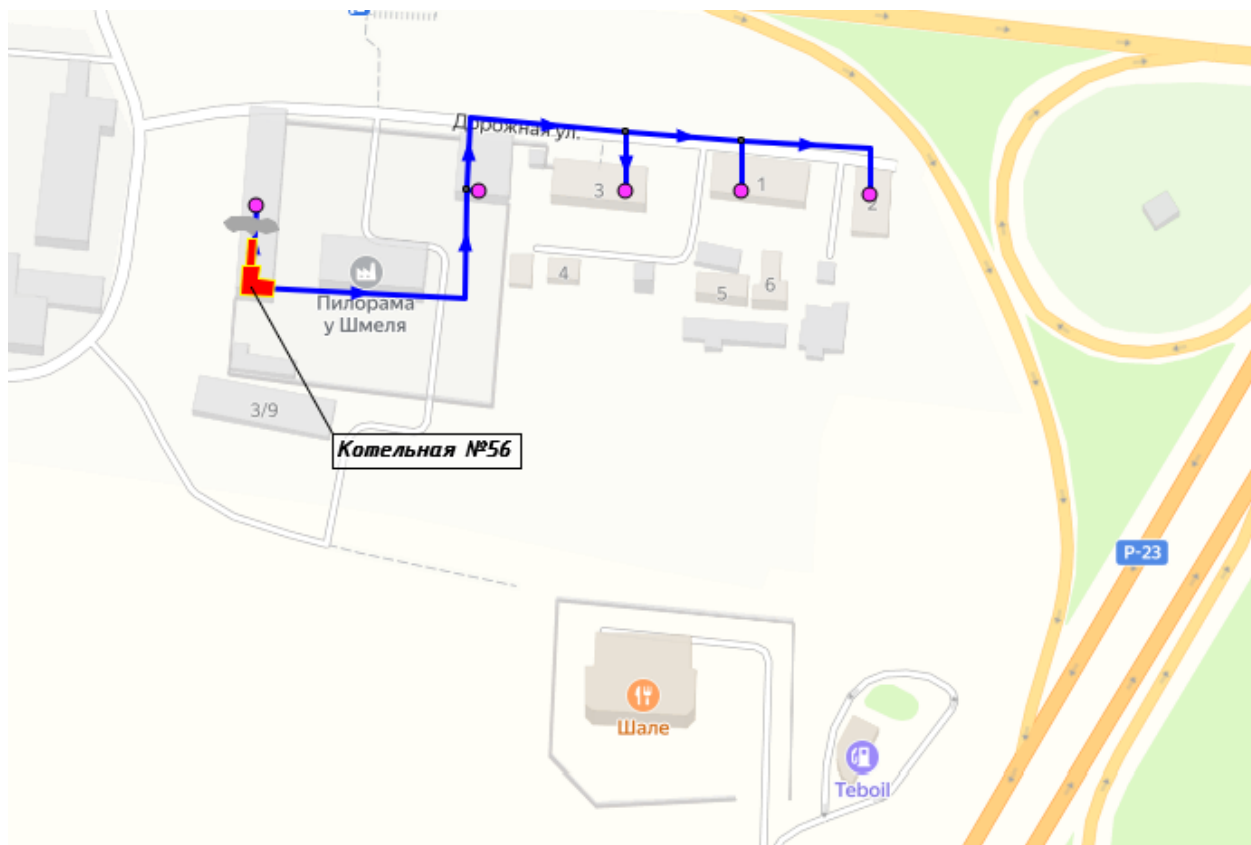 Дорожная ул.
3
1
2
4
5
6
Пилорама
у Шмеля
3/9
Котельная №56
Р-23
Шале
Teboil